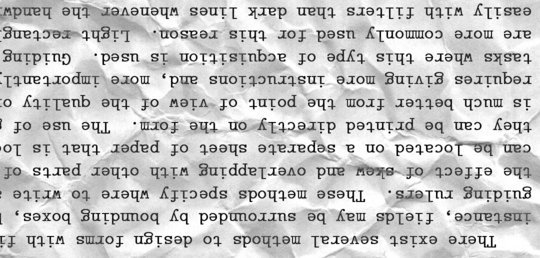 There exist several methods to design forms with fi
instance, fields may be surrounded by bounding boxes,
guiding rulers. These methods specify where to write
the effect of skew and overlapping with other parts of
can be located on a separate sheet of paper that is loc
they can be printed directly on the form. The use of
is much better from the point of view of the quality o
requires giving more instructions and, more importantl
tasks where this type of acquisition is used. Guiding
are more commonly used for this reason. Light rectang
easily with filters than dark lines whenever the handw